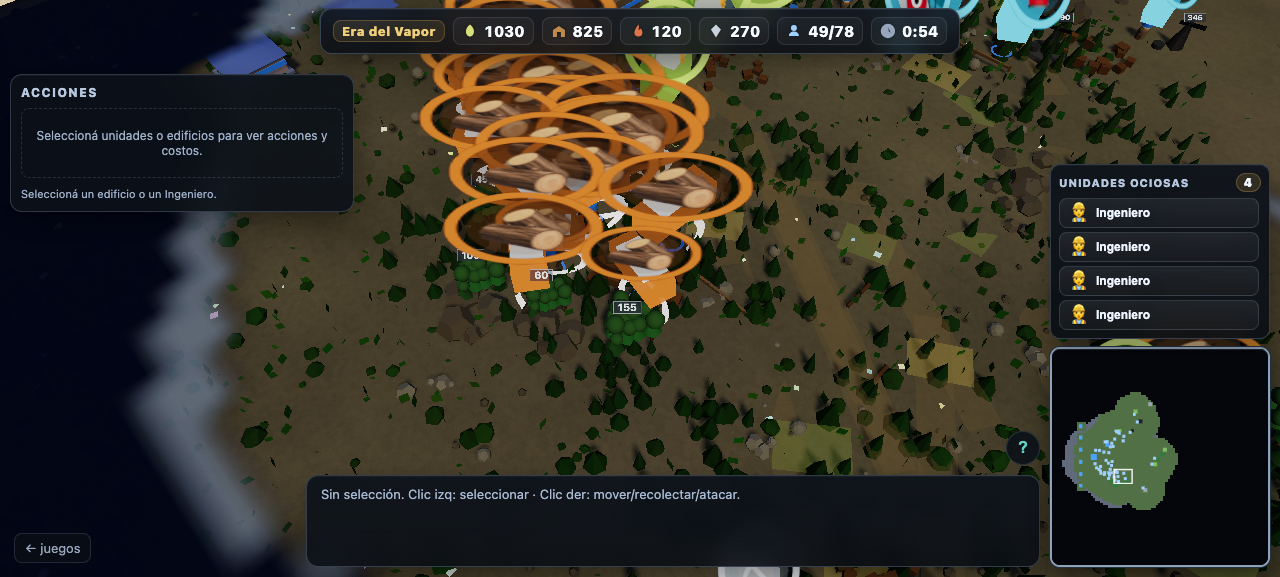 Era del Vapor 1030 825 120 270 49/78 0:54
346
ACCIONES
Seleccioná unidades o edificios para ver acciones y
costos.
Seleccioná un edificio o un Ingeniero.
UNIDADES OCIOSAS 4
Ingeniero
Ingeniero
Ingeniero
Ingeniero
60
155
?
Sin selección. Clic izq: seleccionar · Clic der: mover/recolectar/atacar.
← juegos